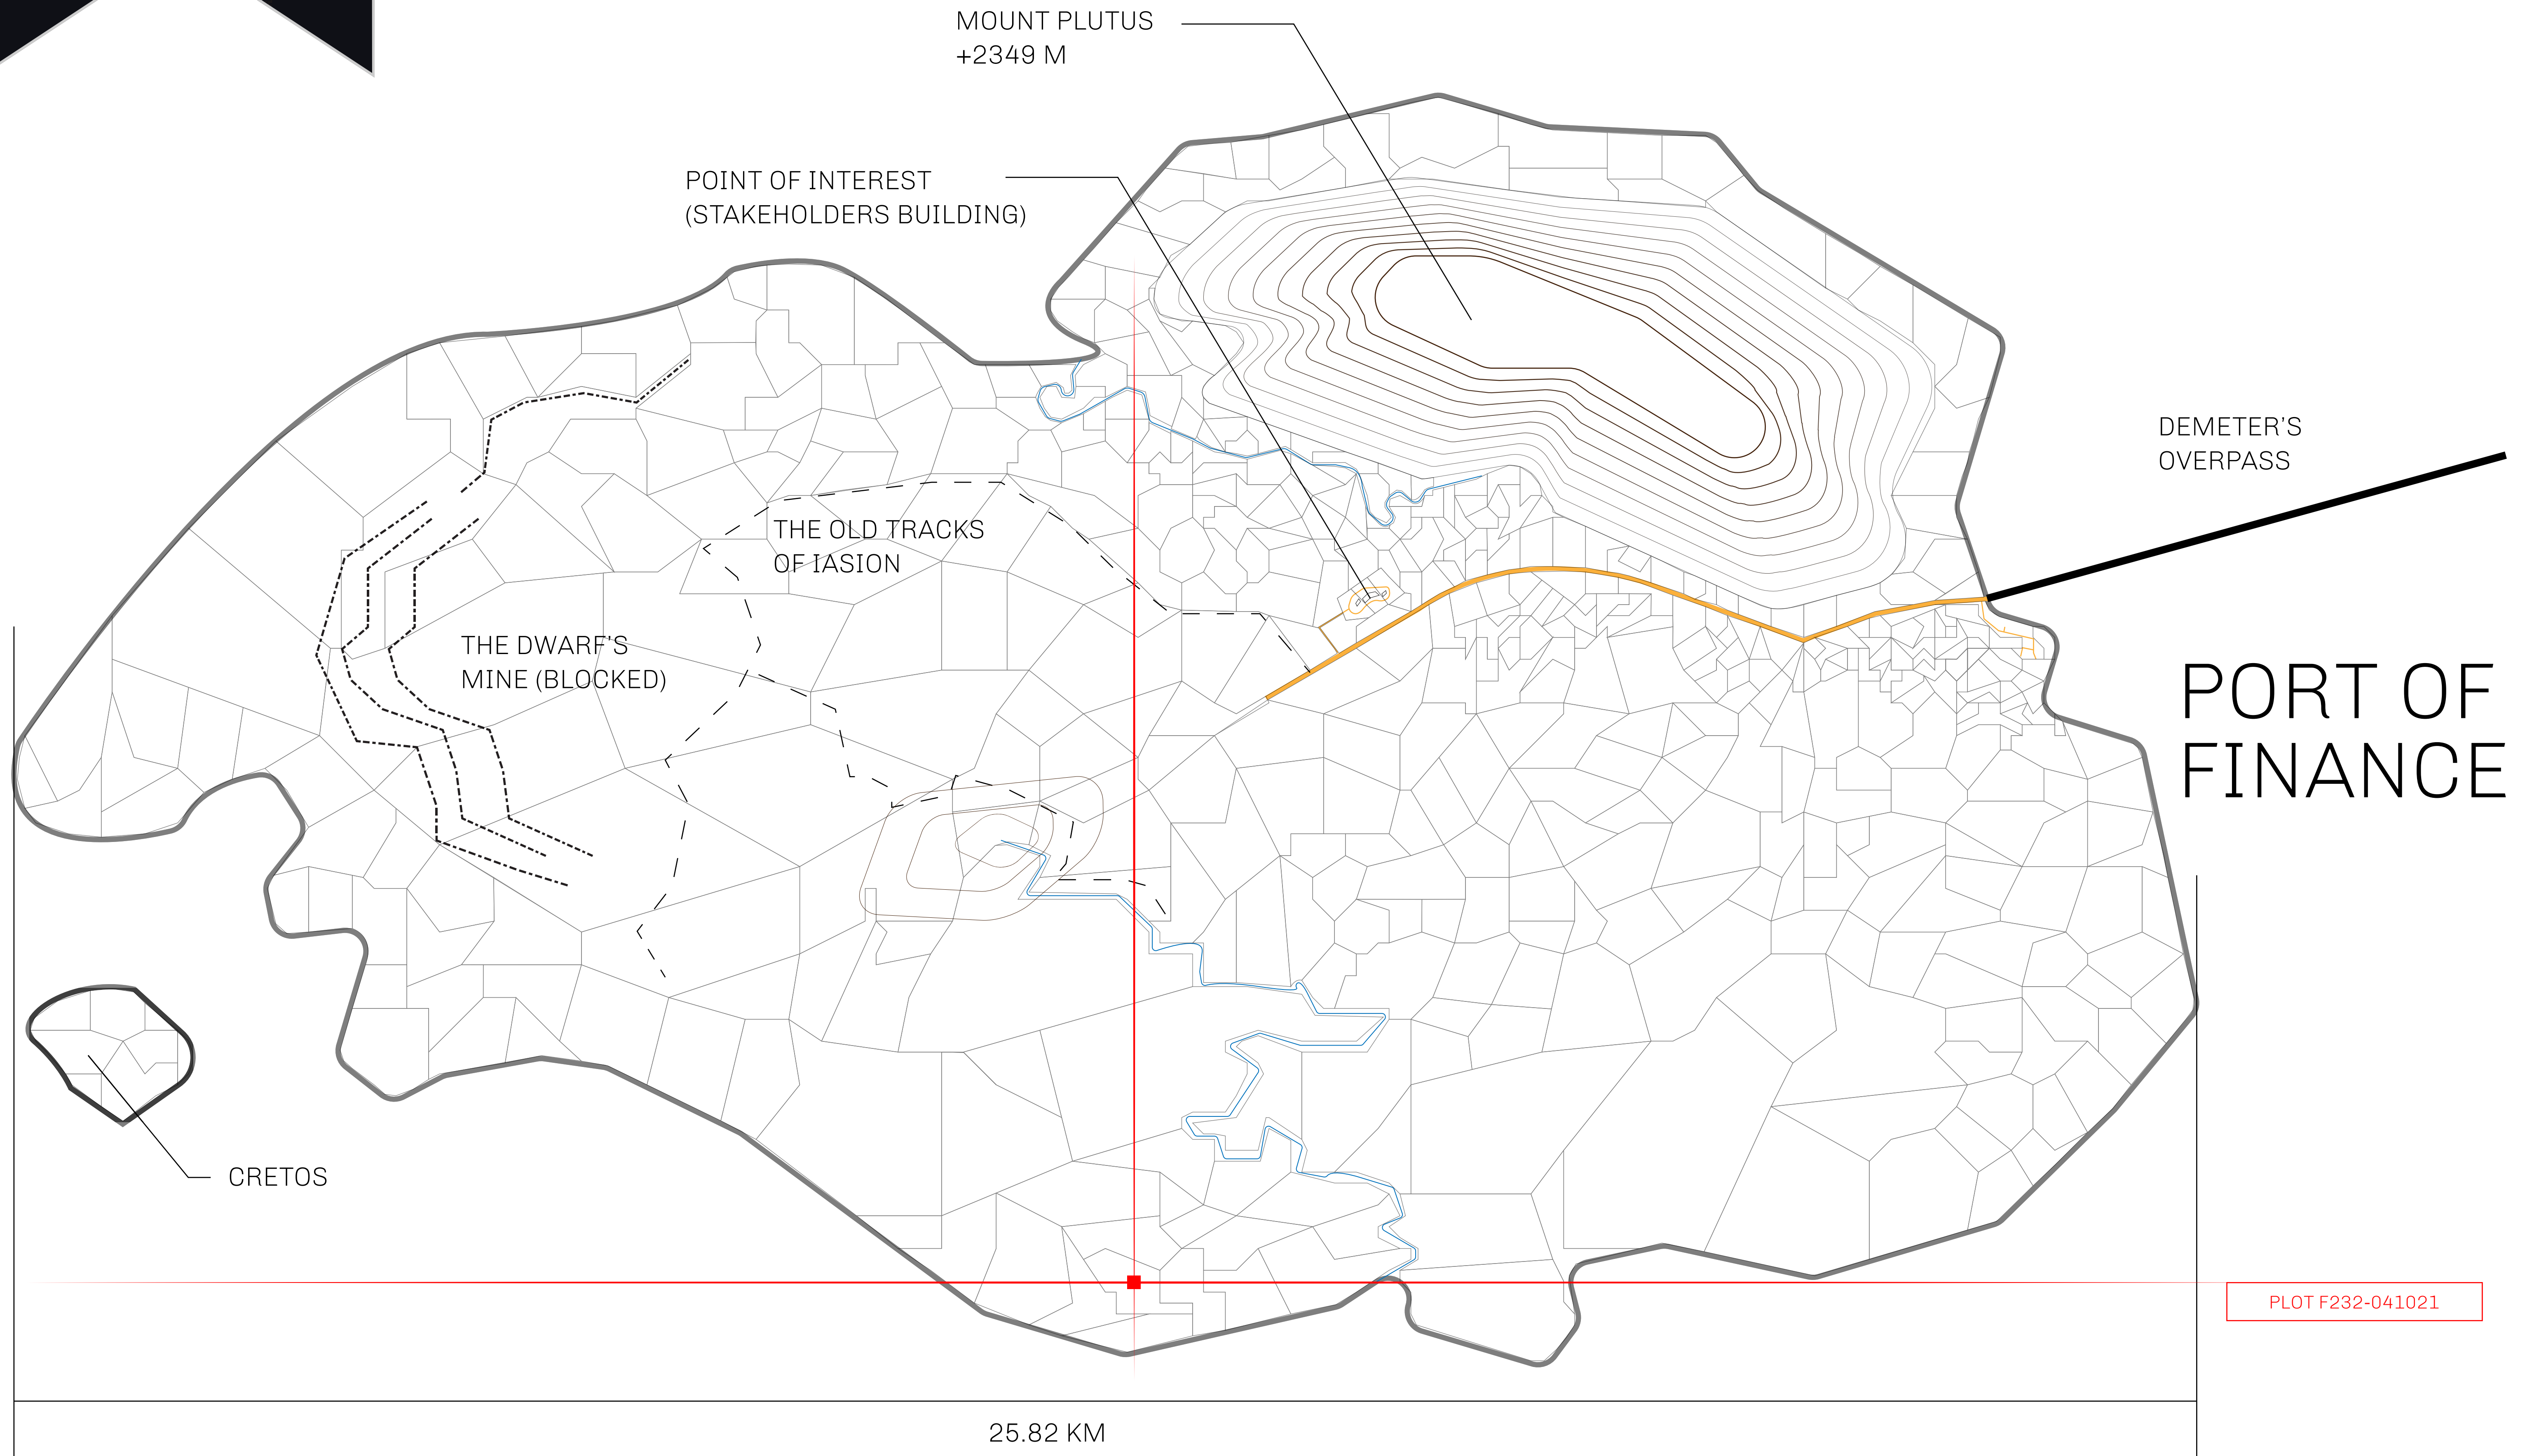 MOUNT PLUTUS
+2349 M
POINT OF INTEREST
(STAKEHOLDERS BUILDING)
DEMETER'S
OVERPASS
THE OLD TRACKS
OF IASION
THE DWARF'S
MINE (BLOCKED)
PORT OF
FINANCE
CRETOS
PLOT F232-041021
25.82 KM